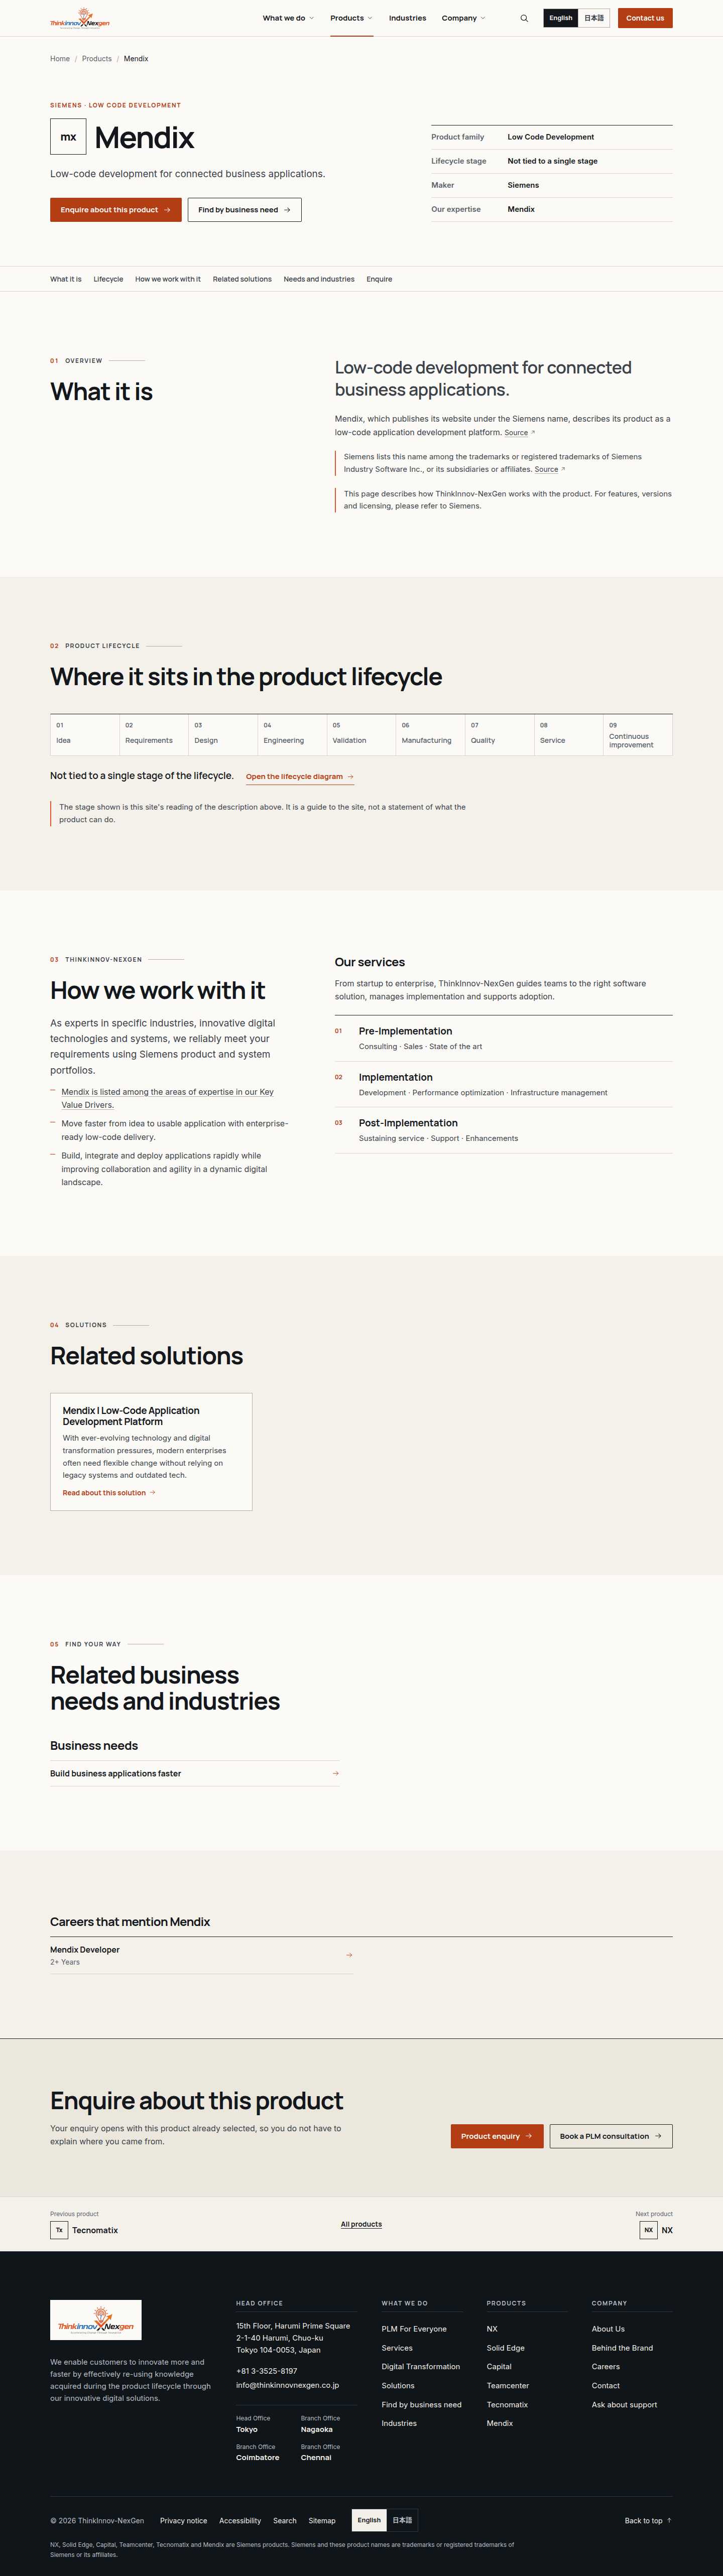 ThinkinnovXNexgen
What we do
Products
Industries
Company
English
日本語
Contact us
Home / Products / Mendix
SIEMENS · LOW CODE DEVELOPMENT
mx
Mendix
Low-code development for connected business applications.
Enquire about this product →
Find by business need →
Product family Low Code Development
Lifecycle stage Not tied to a single stage
Maker Siemens
Our expertise Mendix
What it is
Lifecycle
How we work with it
Related solutions
Needs and industries
Enquire
01 OVERVIEW
What it is
Low-code development for connected
business applications.
Mendix, which publishes its website under the Siemens name, describes its product as a
low-code application development platform. Source ↗
Siemens lists this name among the trademarks or registered trademarks of Siemens
Industry Software Inc., or its subsidiaries or affiliates. Source ↗
This page describes how ThinkInnov-NexGen works with the product. For features, versions
and licensing, please refer to Siemens.
02 PRODUCT LIFECYCLE
Where it sits in the product lifecycle
01
Idea
02
Requirements
03
Design
04
Engineering
05
Validation
06
Manufacturing
07
Quality
08
Service
09
Continuous
improvement
Not tied to a single stage of the lifecycle.
Open the lifecycle diagram →
The stage shown is this site's reading of the description above. It is a guide to the site, not a statement of what the
product can do.
03 THINKINNOV-NEXGEN
How we work with it
As experts in specific industries, innovative digital
technologies and systems, we reliably meet your
requirements using Siemens product and system
portfolios.
Mendix is listed among the areas of expertise in our Key
Value Drivers.
Move faster from idea to usable application with enterprise-
ready low-code delivery.
Build, integrate and deploy applications rapidly while
improving collaboration and agility in a dynamic digital
landscape.
Our services
From startup to enterprise, ThinkInnov-NexGen guides teams to the right software
solution, manages implementation and supports adoption.
01 Pre-Implementation
Consulting · Sales · State of the art
02 Implementation
Development · Performance optimization · Infrastructure management
03 Post-Implementation
Sustaining service · Support · Enhancements
04 SOLUTIONS
Related solutions
Mendix | Low-Code Application
Development Platform
With ever-evolving technology and digital
transformation pressures, modern enterprises
often need flexible change without relying on
legacy systems and outdated tech.
Read about this solution →
05 FIND YOUR WAY
Related business
needs and industries
Business needs
Build business applications faster →
Careers that mention Mendix
Mendix Developer
2+ Years →
Enquire about this product
Your enquiry opens with this product already selected, so you do not have to
explain where you came from.
Product enquiry →
Book a PLM consultation →
Previous product
Tx Tecnomatix
All products
Next product
NX NX
ThinkinnovXNexgen
We enable customers to innovate more and
faster by effectively re-using knowledge
acquired during the product lifecycle through
our innovative digital solutions.
HEAD OFFICE
15th Floor, Harumi Prime Square
2-1-40 Harumi, Chuo-ku
Tokyo 104-0053, Japan
+81 3-3525-8197
info@thinkinnovnexgen.co.jp
Head Office
Tokyo
Branch Office
Nagaoka
Branch Office
Coimbatore
Branch Office
Chennai
WHAT WE DO
PLM For Everyone
Services
Digital Transformation
Solutions
Find by business need
Industries
PRODUCTS
NX
Solid Edge
Capital
Teamcenter
Tecnomatix
Mendix
COMPANY
About Us
Behind the Brand
Careers
Contact
Ask about support
© 2026 ThinkInnov-NexGen
Privacy notice
Accessibility
Search
Sitemap
English
日本語
Back to top ↑
NX, Solid Edge, Capital, Teamcenter, Tecnomatix and Mendix are Siemens products. Siemens and these product names are trademarks or registered trademarks of
Siemens or its affiliates.